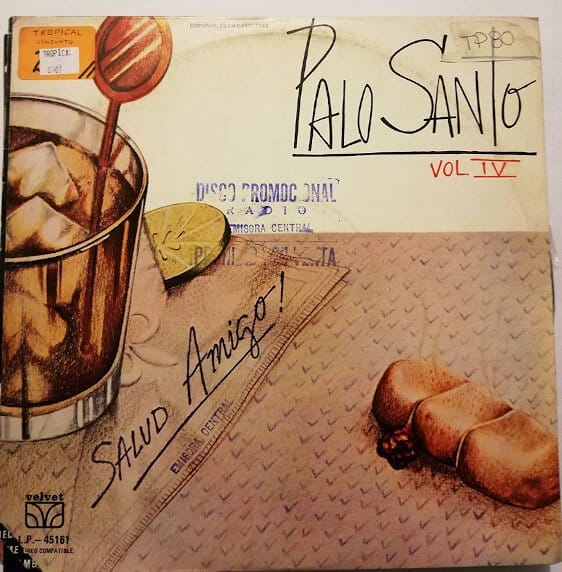 DISPONIBLES EN CASSETTES
TROPICAL
CONJUNTO
TROPICAL
TP80
PALO SANTO
VOL. IV
DISCO PROMOCIONAL
RADIO
EMISORA CENTRAL
SALUD AMIGO!
EMISORA CENTRAL
velvet
L.P.– 45161